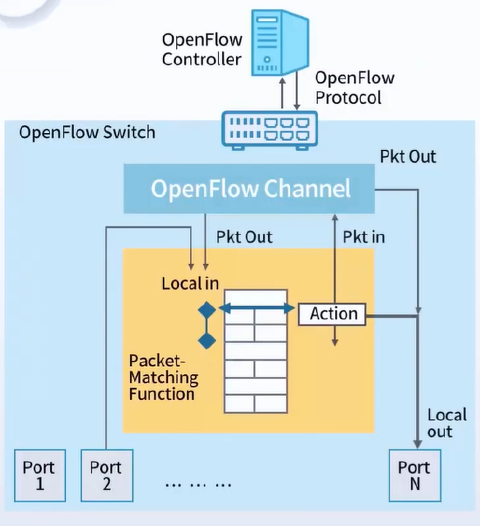 OpenFlow
Controller
OpenFlow
Protocol
OpenFlow Switch
Pkt Out
OpenFlow Channel
Pkt Out
Pkt in
Local in
Action
Packet-
Matching
Function
Local
out
Port
1
Port
2
... ... ...
Port
N